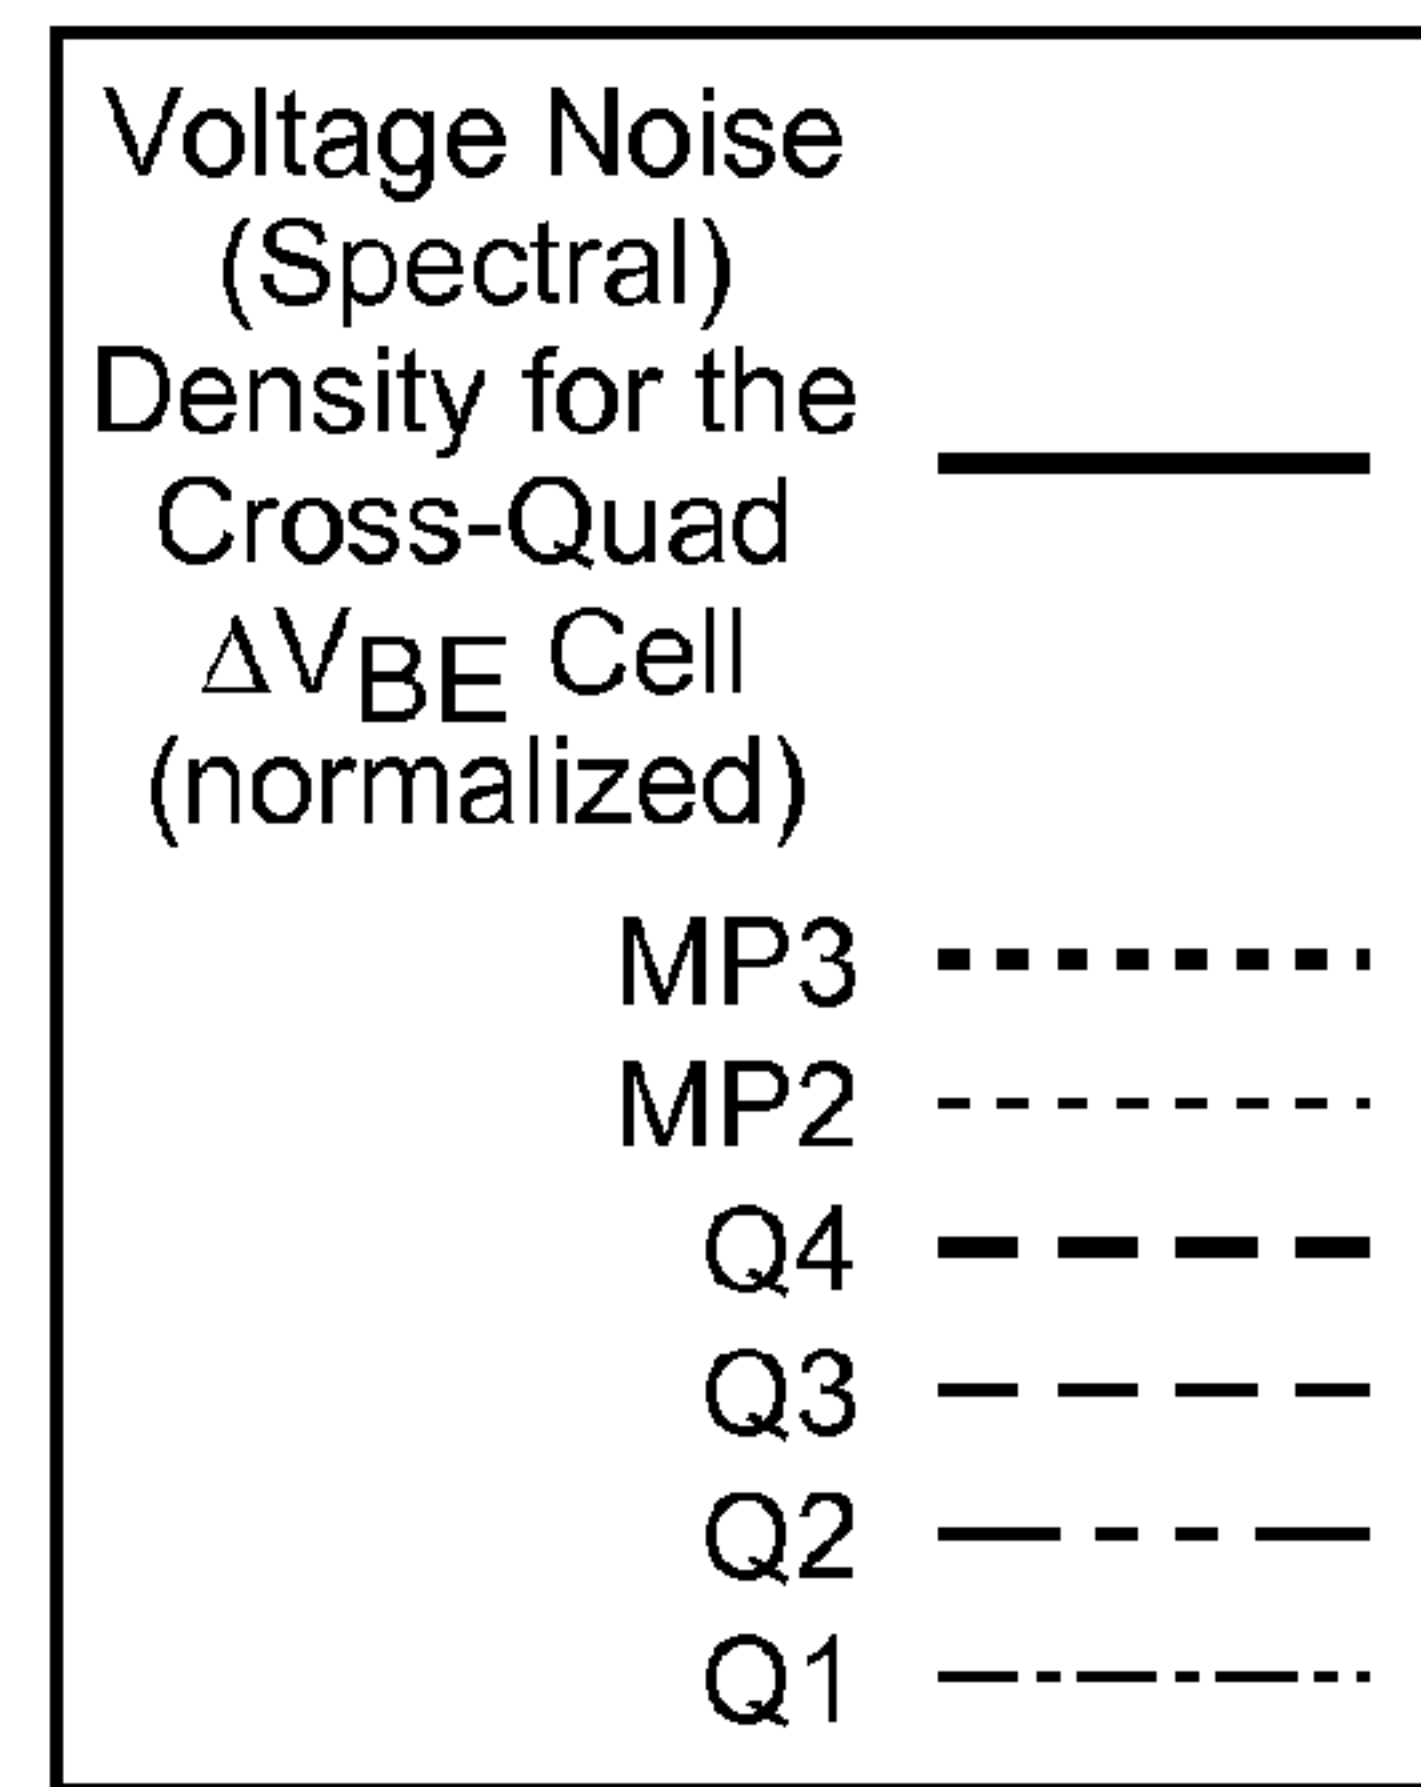 Voltage Noise
(Spectral)
Density for the
Cross-Quad
ΔVBE Cell
(normalized)
MP3
MP2
Q4
Q3
Q2
Q1